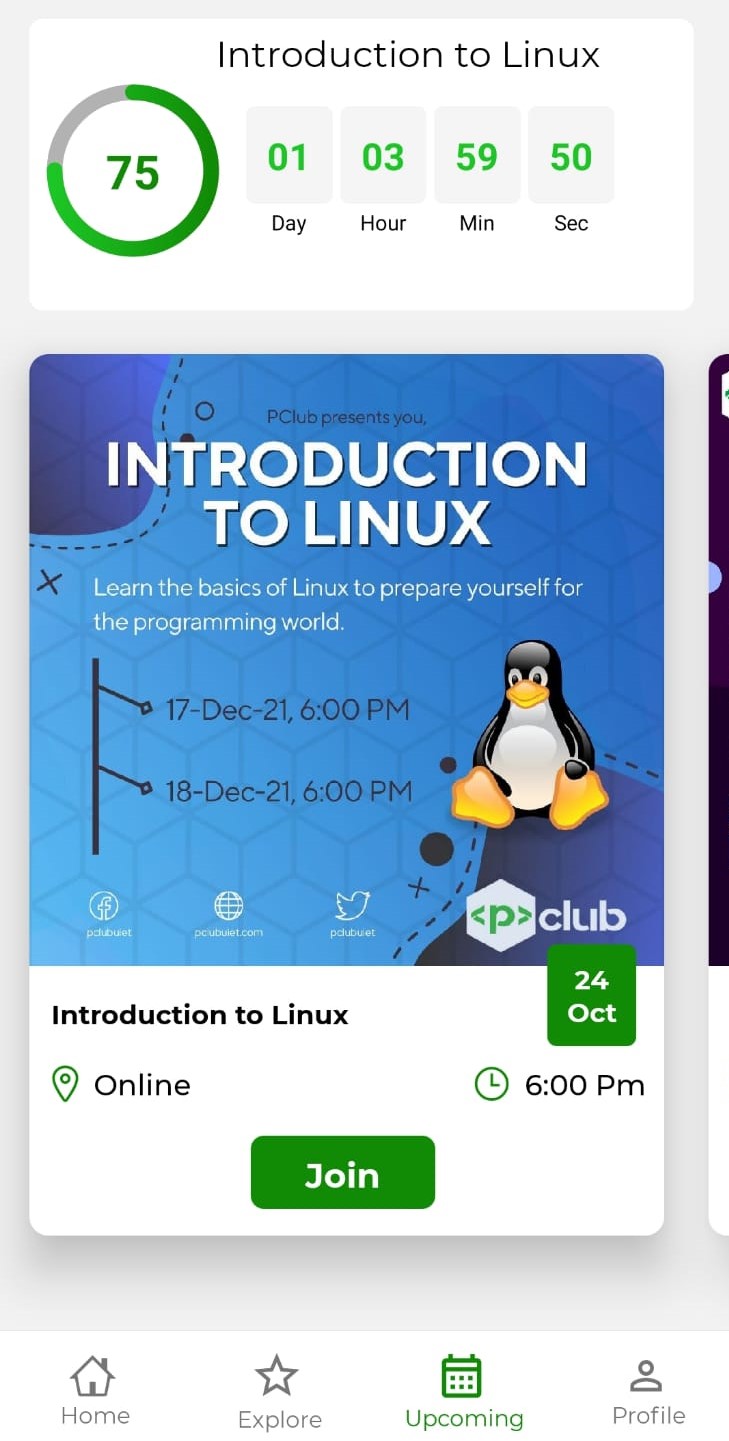 Introduction to Linux
75
01 03 59 50
Day Hour Min Sec
PClub presents you,
INTRODUCTION
TO LINUX
Learn the basics of Linux to prepare yourself for
the programming world.
17-Dec-21, 6:00 PM
18-Dec-21, 6:00 PM
pclubuiet pclubuiet.com pclubuiet
<p>club
24
Oct
Introduction to Linux
Online 6:00 Pm
Join
Home Explore Upcoming Profile